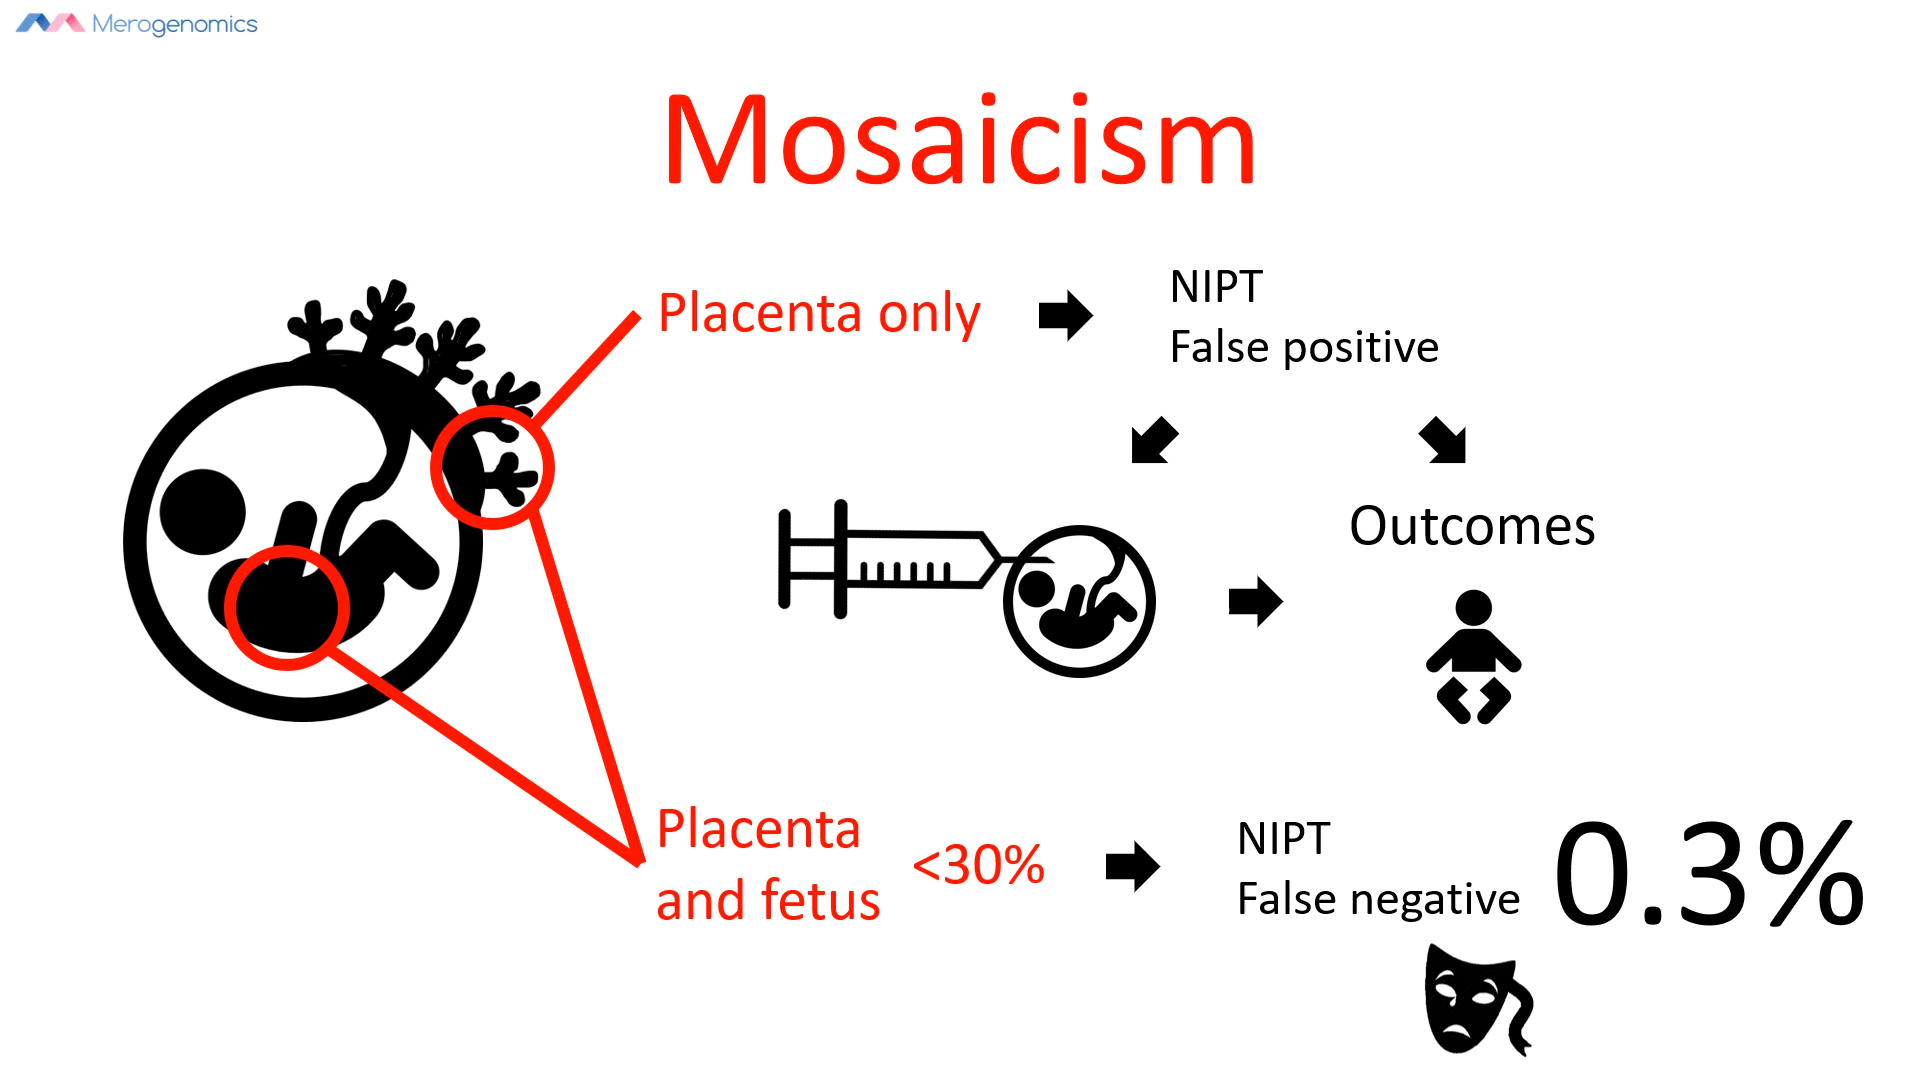 Merogenomics
Mosaicism
Placenta only
NIPT
False positive
Outcomes
Placenta
and fetus
<30%
NIPT
False negative
0.3%